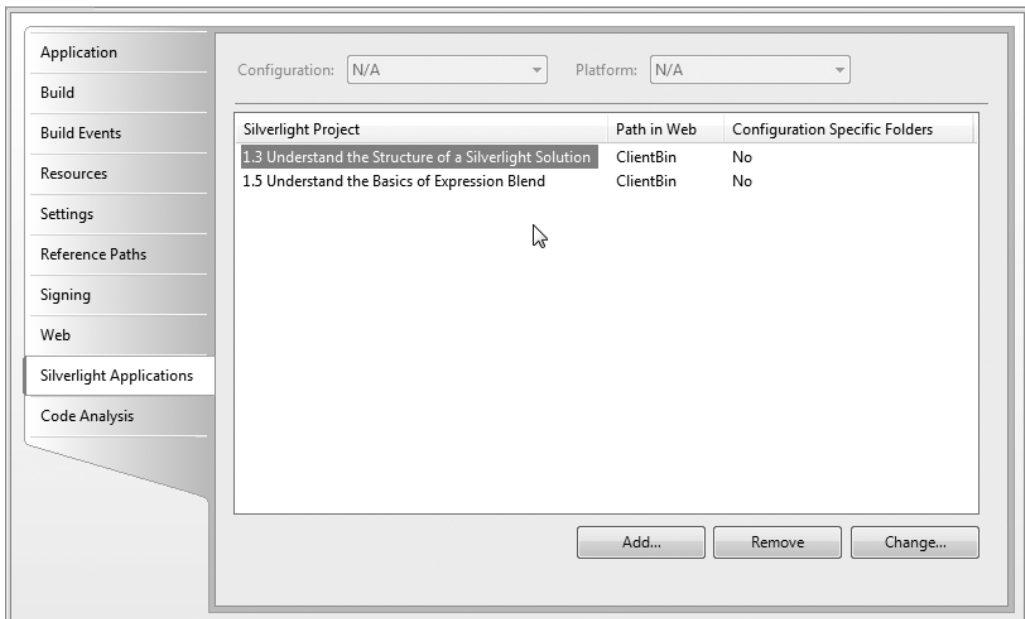 Application
Build
Build Events
Resources
Settings
Reference Paths
Signing
Web
Silverlight Applications
Code Analysis
Configuration: N/A Platform: N/A
Silverlight Project Path in Web Configuration Specific Folders
1.3 Understand the Structure of a Silverlight Solution ClientBin No
1.5 Understand the Basics of Expression Blend ClientBin No
Add... Remove Change...